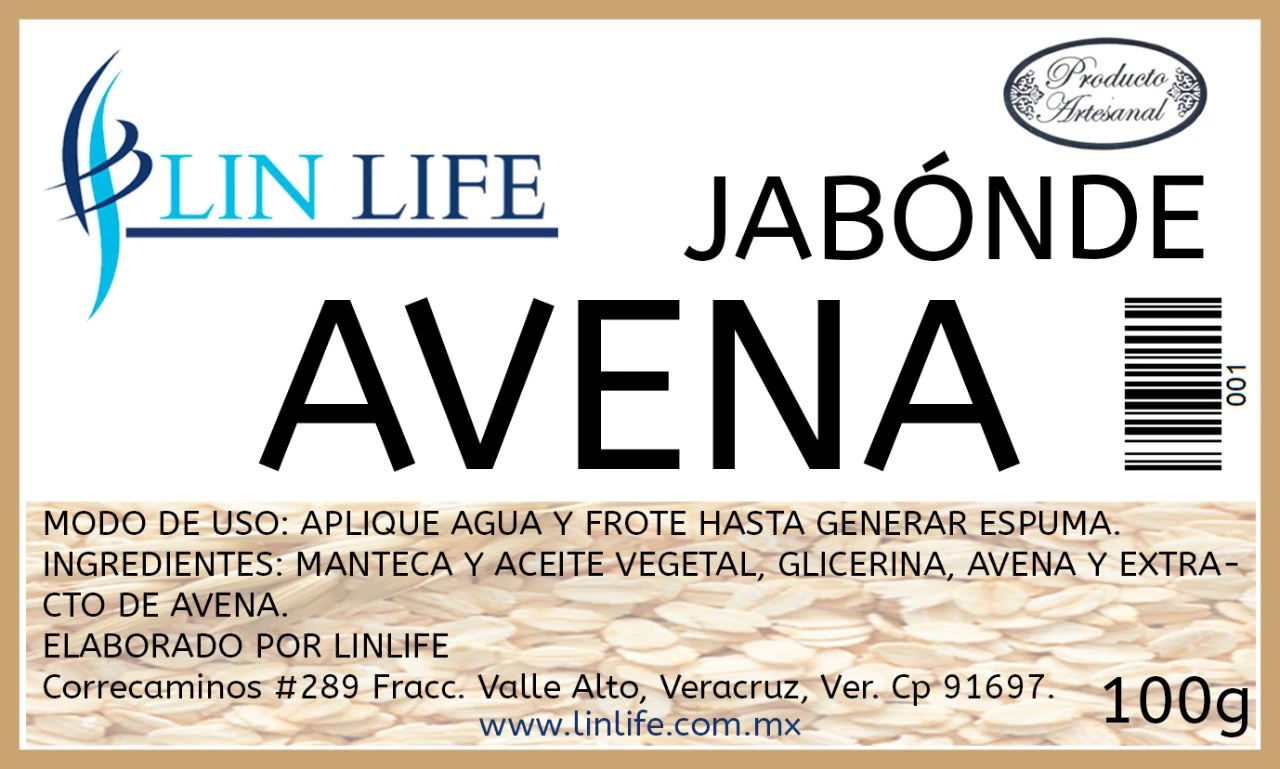 LIN LIFE
Producto
Artesanal
JABÓNDE
AVENA
001
MODO DE USO: APLIQUE AGUA Y FROTE HASTA GENERAR ESPUMA.
INGREDIENTES: MANTECA Y ACEITE VEGETAL, GLICERINA, AVENA Y EXTRA-
CTO DE AVENA.
ELABORADO POR LINLIFE
Correcaminos #289 Fracc. Valle Alto, Veracruz, Ver. Cp 91697.
100g
www.linlife.com.mx